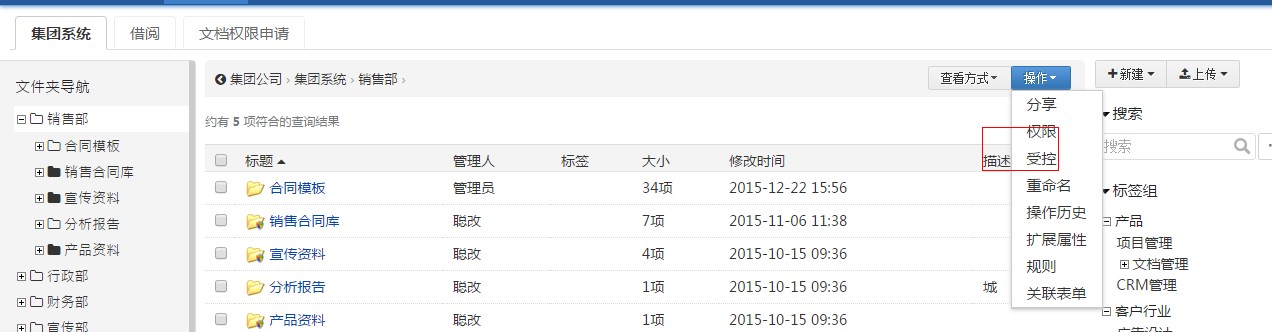 集团系统 借阅 文档权限申请
文件夹导航
销售部
合同模板
销售合同库
宣传资料
分析报告
产品资料
行政部
财务部
宣传部
集团公司 › 集团系统 › 销售部 ›
查看方式 操作
约有 5 项符合的查询结果
标题 管理人 标签 大小 修改时间 描述
合同模板 管理员 34项 2015-12-22 15:56
销售合同库 聪改 7项 2015-11-06 11:38
宣传资料 聪改 4项 2015-10-15 09:36
分析报告 聪改 1项 2015-10-15 09:36 城
产品资料 聪改 1项 2015-10-15 09:36
分享
权限
受控
重命名
操作历史
扩展属性
规则
关联表单
新建 上传
搜索
搜索
标签组
产品
项目管理
文档管理
CRM管理
客户行业
广告设计